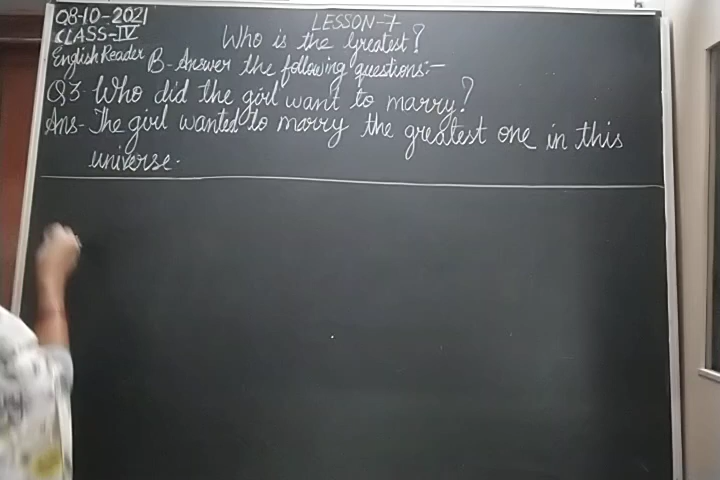 08-10-2021
LESSON-7
CLASS-IV
Who is the Greatest?
English Reader
B-Answer the following questions:-
Q3-Who did the girl want to marry?
Ans-The girl wanted to marry the greatest one in this
universe.